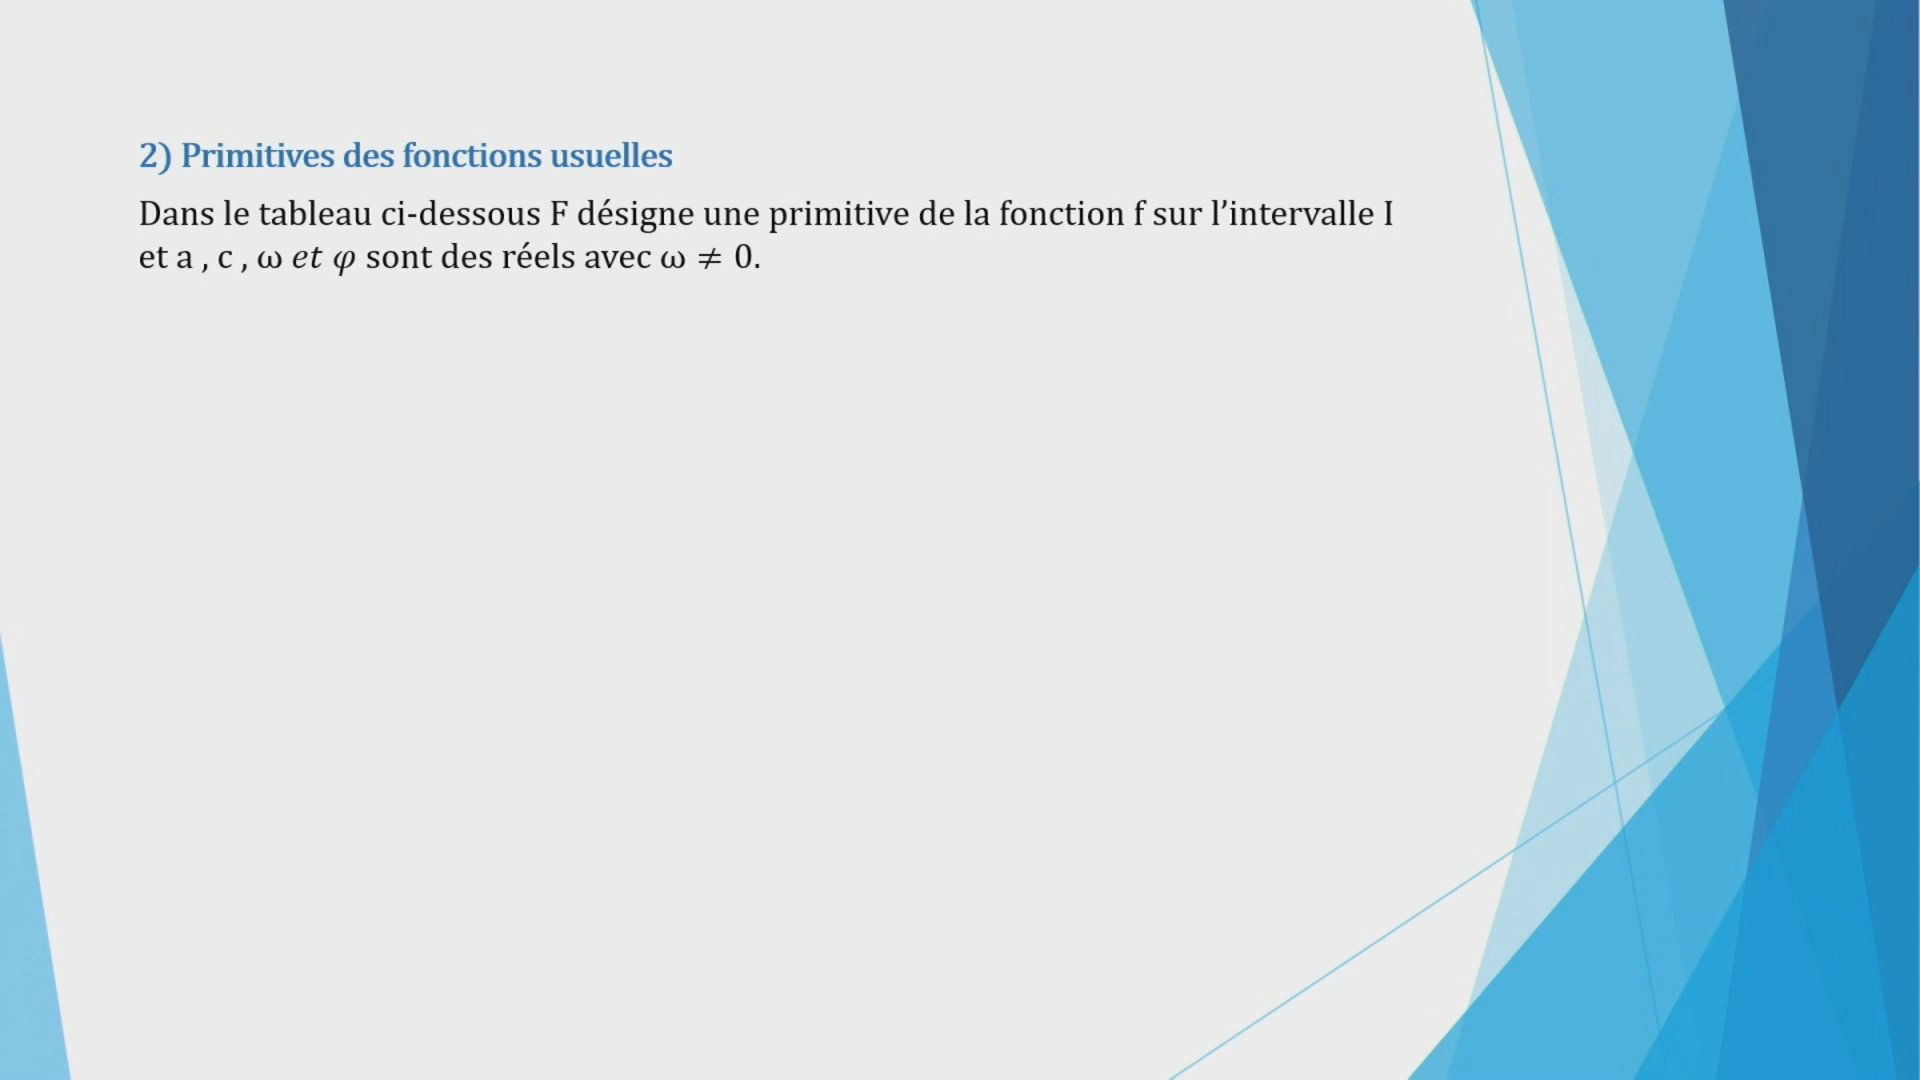 2) Primitives des fonctions usuelles
Dans le tableau ci-dessous F désigne une primitive de la fonction f sur l’intervalle I
et a , c , ω et φ sont des réels avec ω ≠ 0.